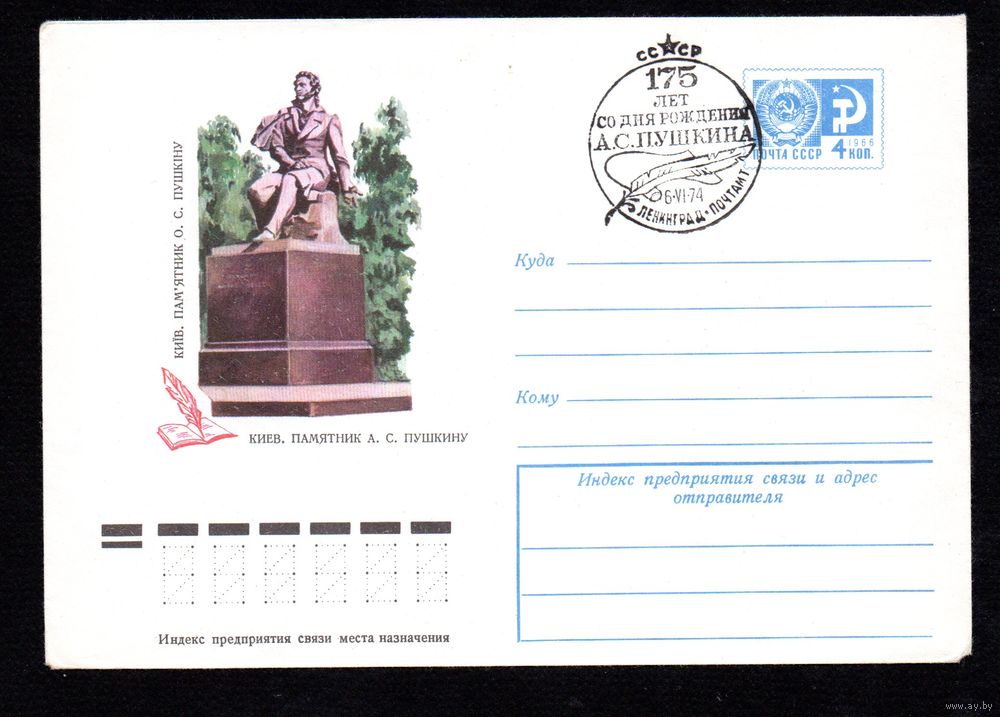 СССР
175
ЛЕТ
СО ДНЯ РОЖДЕНИЯ
А.С.ПУШКИНА
6·VI·74
ЛЕНИНГРАД·ПОЧТАМТ
1966
ПОЧТА СССР 4 КОП.
КИЇВ. ПАМ'ЯТНИК О. С. ПУШКІНУ
КИЕВ. ПАМЯТНИК А. С. ПУШКИНУ
Куда
Кому
Индекс предприятия связи и адрес
отправителя
Индекс предприятия связи места назначения
www.ay.by